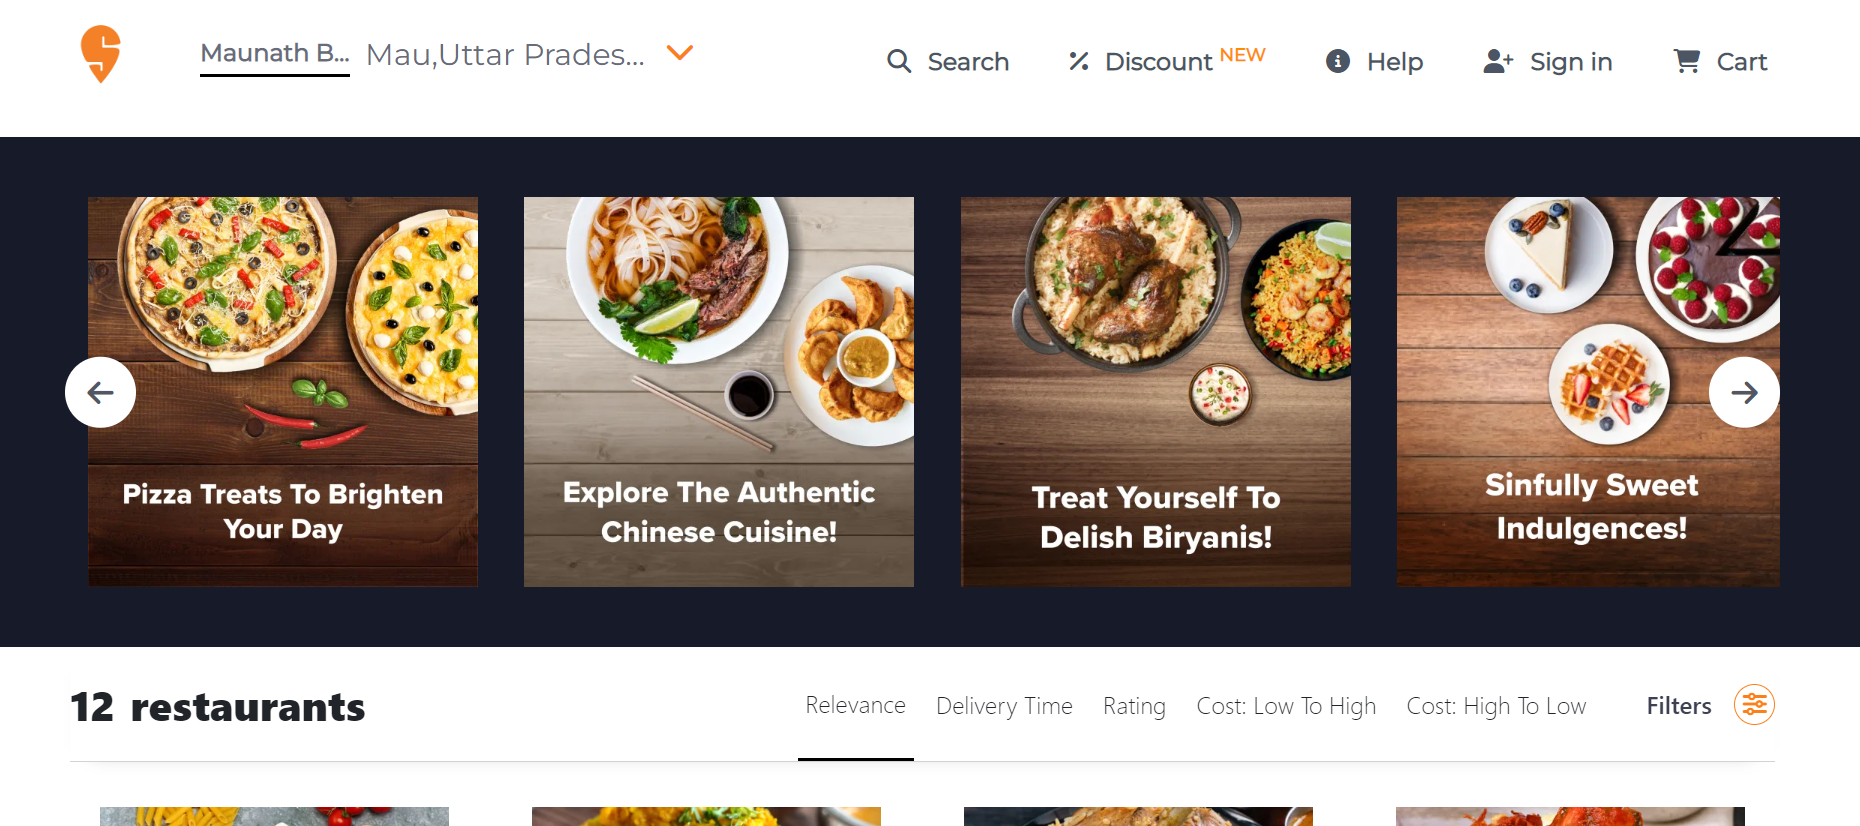 Maunath B... Mau,Uttar Prades...
Search
Discount NEW
Help
Sign in
Cart
Pizza Treats To Brighten
Your Day
Explore The Authentic
Chinese Cuisine!
Treat Yourself To
Delish Biryanis!
Sinfully Sweet
Indulgences!
12 restaurants
Relevance
Delivery Time
Rating
Cost: Low To High
Cost: High To Low
Filters